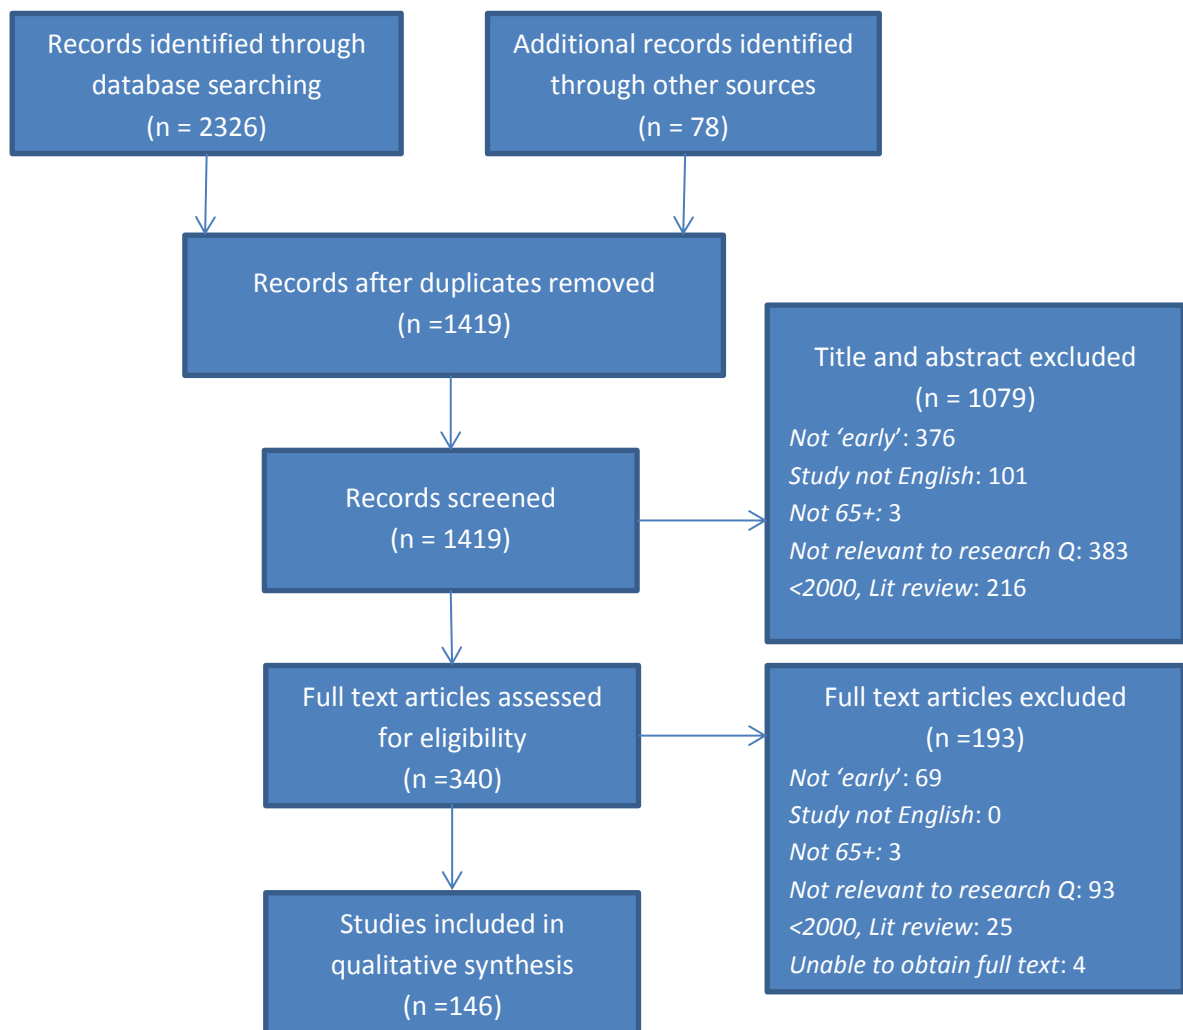 Records identified through
database searching
(n = 2326)
Additional records identified
through other sources
(n = 78)
Records after duplicates removed
(n =1419)
Records screened
(n = 1419)
Title and abstract excluded
(n = 1079)
Not ‘early’: 376
Study not English: 101
Not 65+: 3
Not relevant to research Q: 383
<2000, Lit review: 216
Full text articles assessed
for eligibility
(n =340)
Full text articles excluded
(n =193)
Not ‘early’: 69
Study not English: 0
Not 65+: 3
Not relevant to research Q: 93
<2000, Lit review: 25
Unable to obtain full text: 4
Studies included in
qualitative synthesis
(n =146)